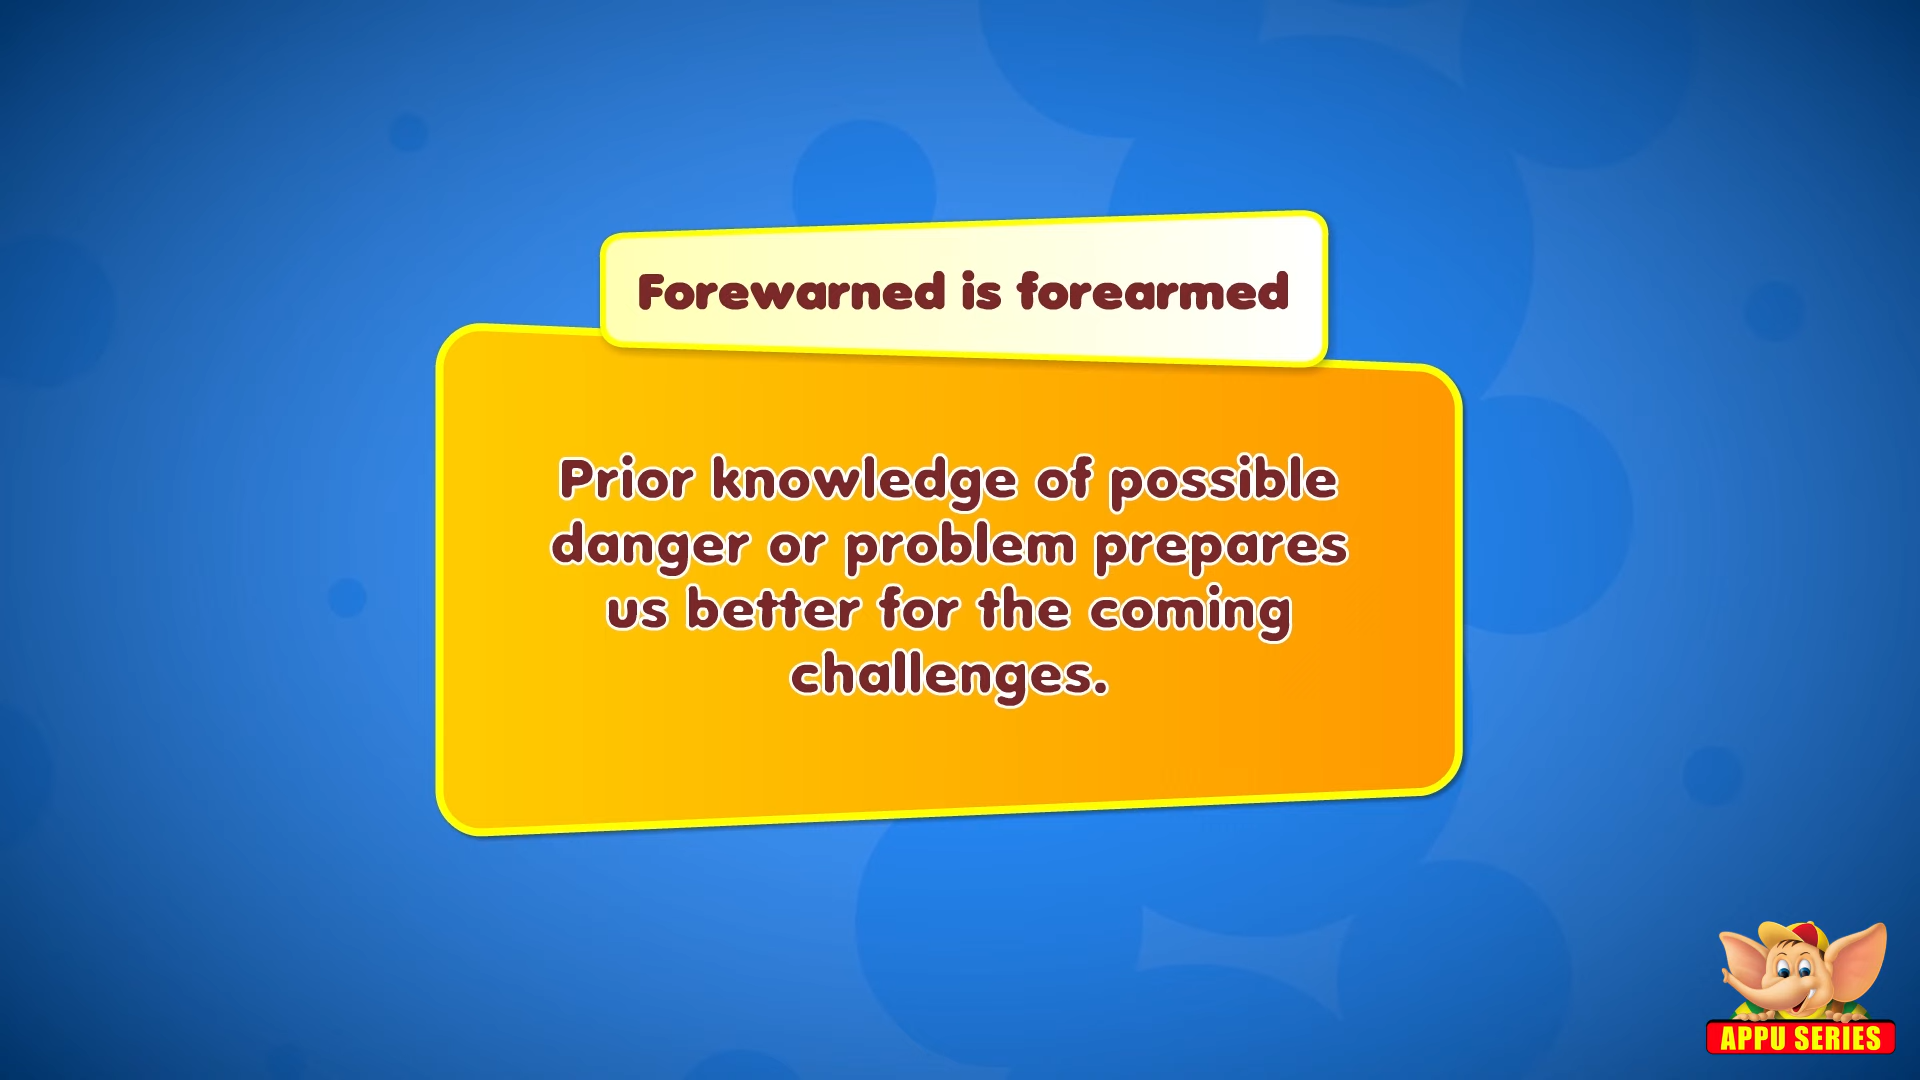 Forewarned is forearmed
Prior knowledge of possible
danger or problem prepares
us better for the coming
challenges.
APPU SERIES